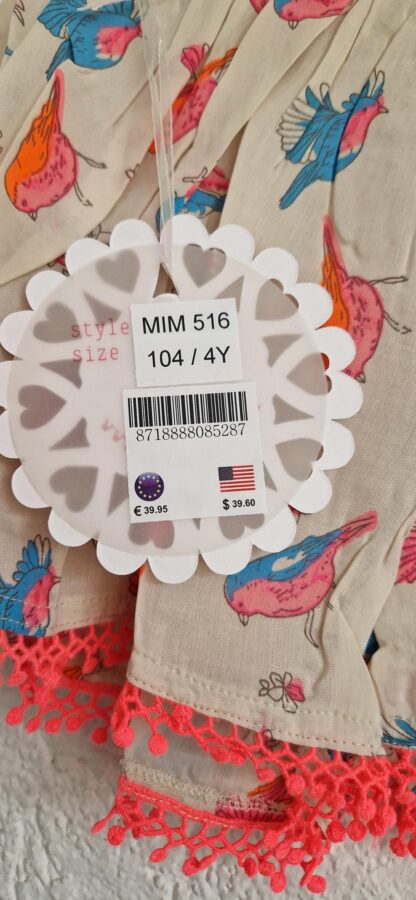 style
MIM 516
size
104 / 4Y
8718888085287
€ 39.95
$ 39.60